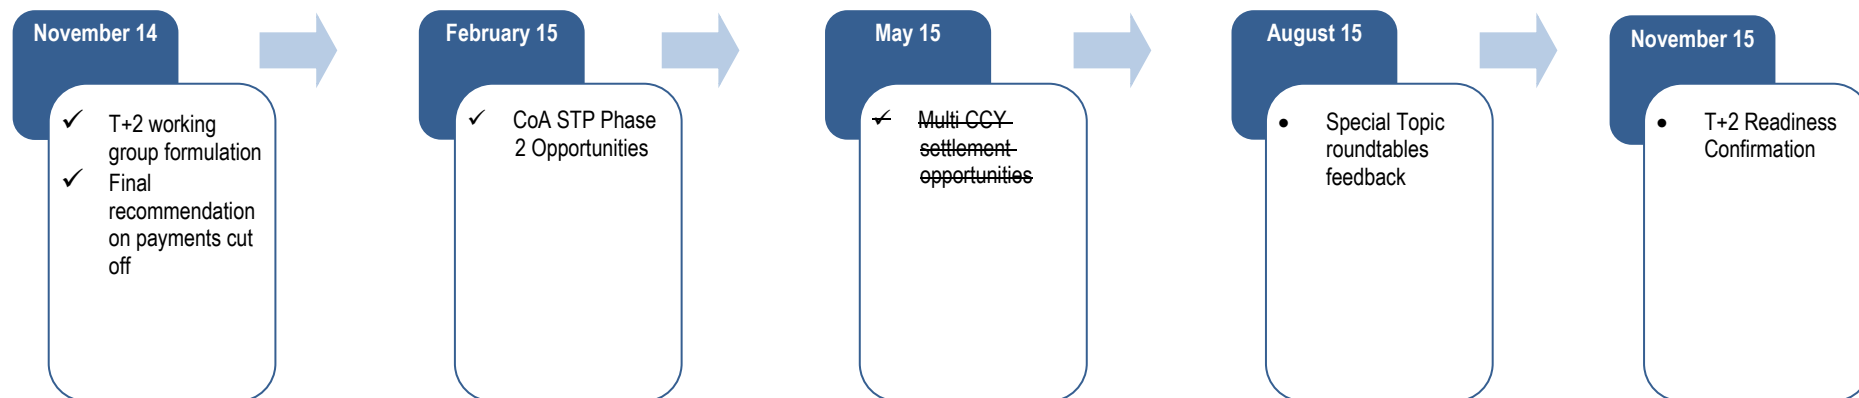 November 14
✓ T+2 working
group formulation
✓ Final
recommendation
on payments cut
off
February 15
✓ CoA STP Phase
2 Opportunities
May 15
✓ Multi CCY
settlement
opportunities
August 15
• Special Topic
roundtables
feedback
November 15
• T+2 Readiness
Confirmation